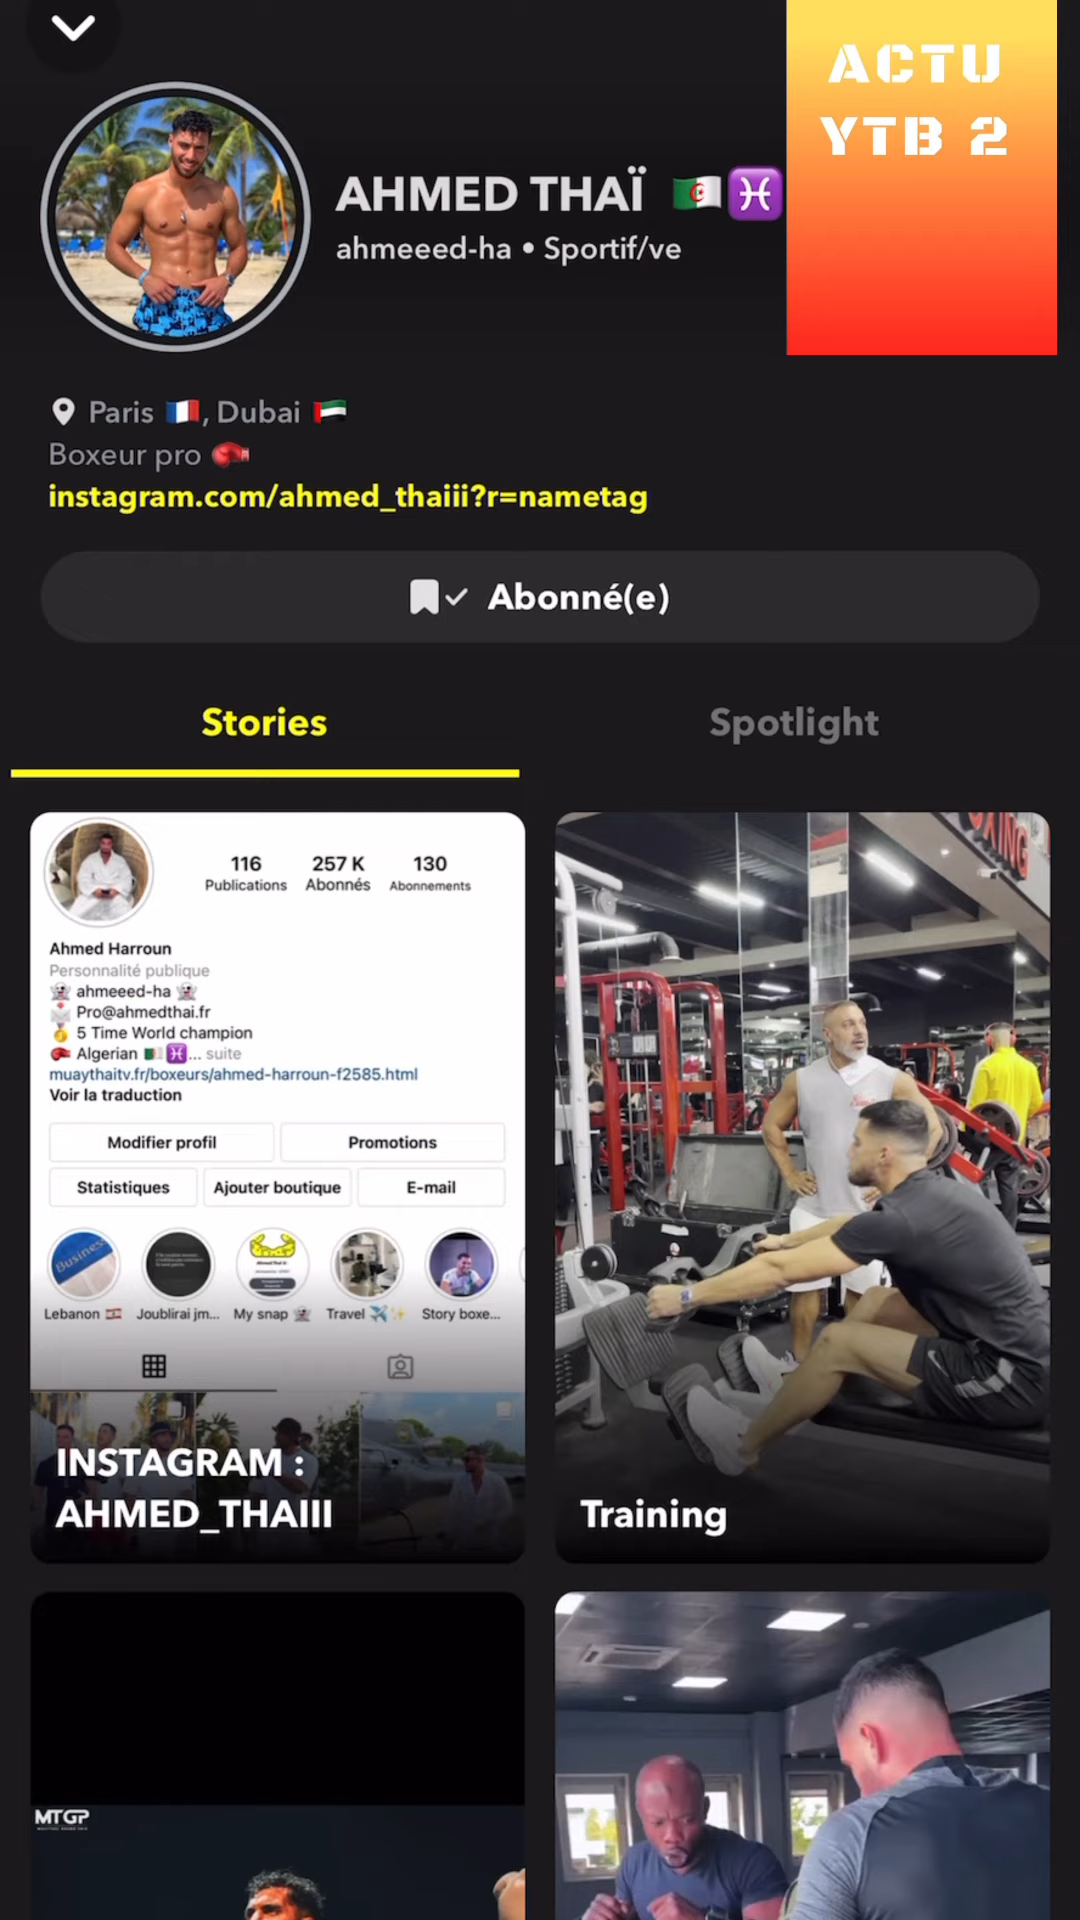 ACTU
YTB 2
AHMED THAÏ 🇩🇿♓
ahmeeed-ha • Sportif/ve
Paris 🇫🇷, Dubai 🇦🇪
Boxeur pro 🥊
instagram.com/ahmed_thaiii?r=nametag
Abonné(e)
Stories
Spotlight
116
257 K
130
Publications
Abonnés
Abonnements
Ahmed Harroun
Personnalité publique
👻 ahmeeed-ha 👻
📩 Pro@ahmedthai.fr
🥇 5 Time World champion
🥊 Algerian 🇩🇿♓... suite
muaythaitv.fr/boxeurs/ahmed-harroun-f2585.html
Voir la traduction
Modifier profil
Promotions
Statistiques
Ajouter boutique
E-mail
Business
Lebanon 🇱🇧
Joublirai jm...
My snap 👻
Travel ✈️✨
Story boxe...
INSTAGRAM :
AHMED_THAIII
OXING
Training
MTGP